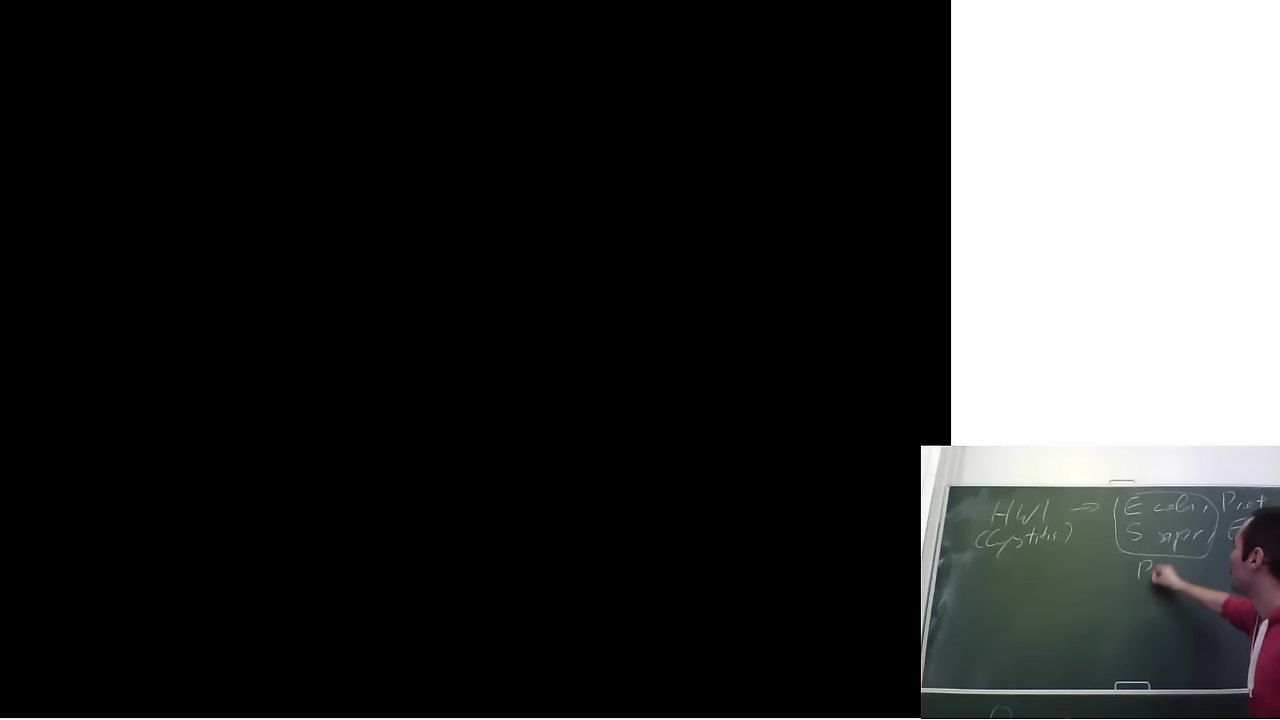 HWI → E coli, Prot
(Cystitis) S sapr, E
P